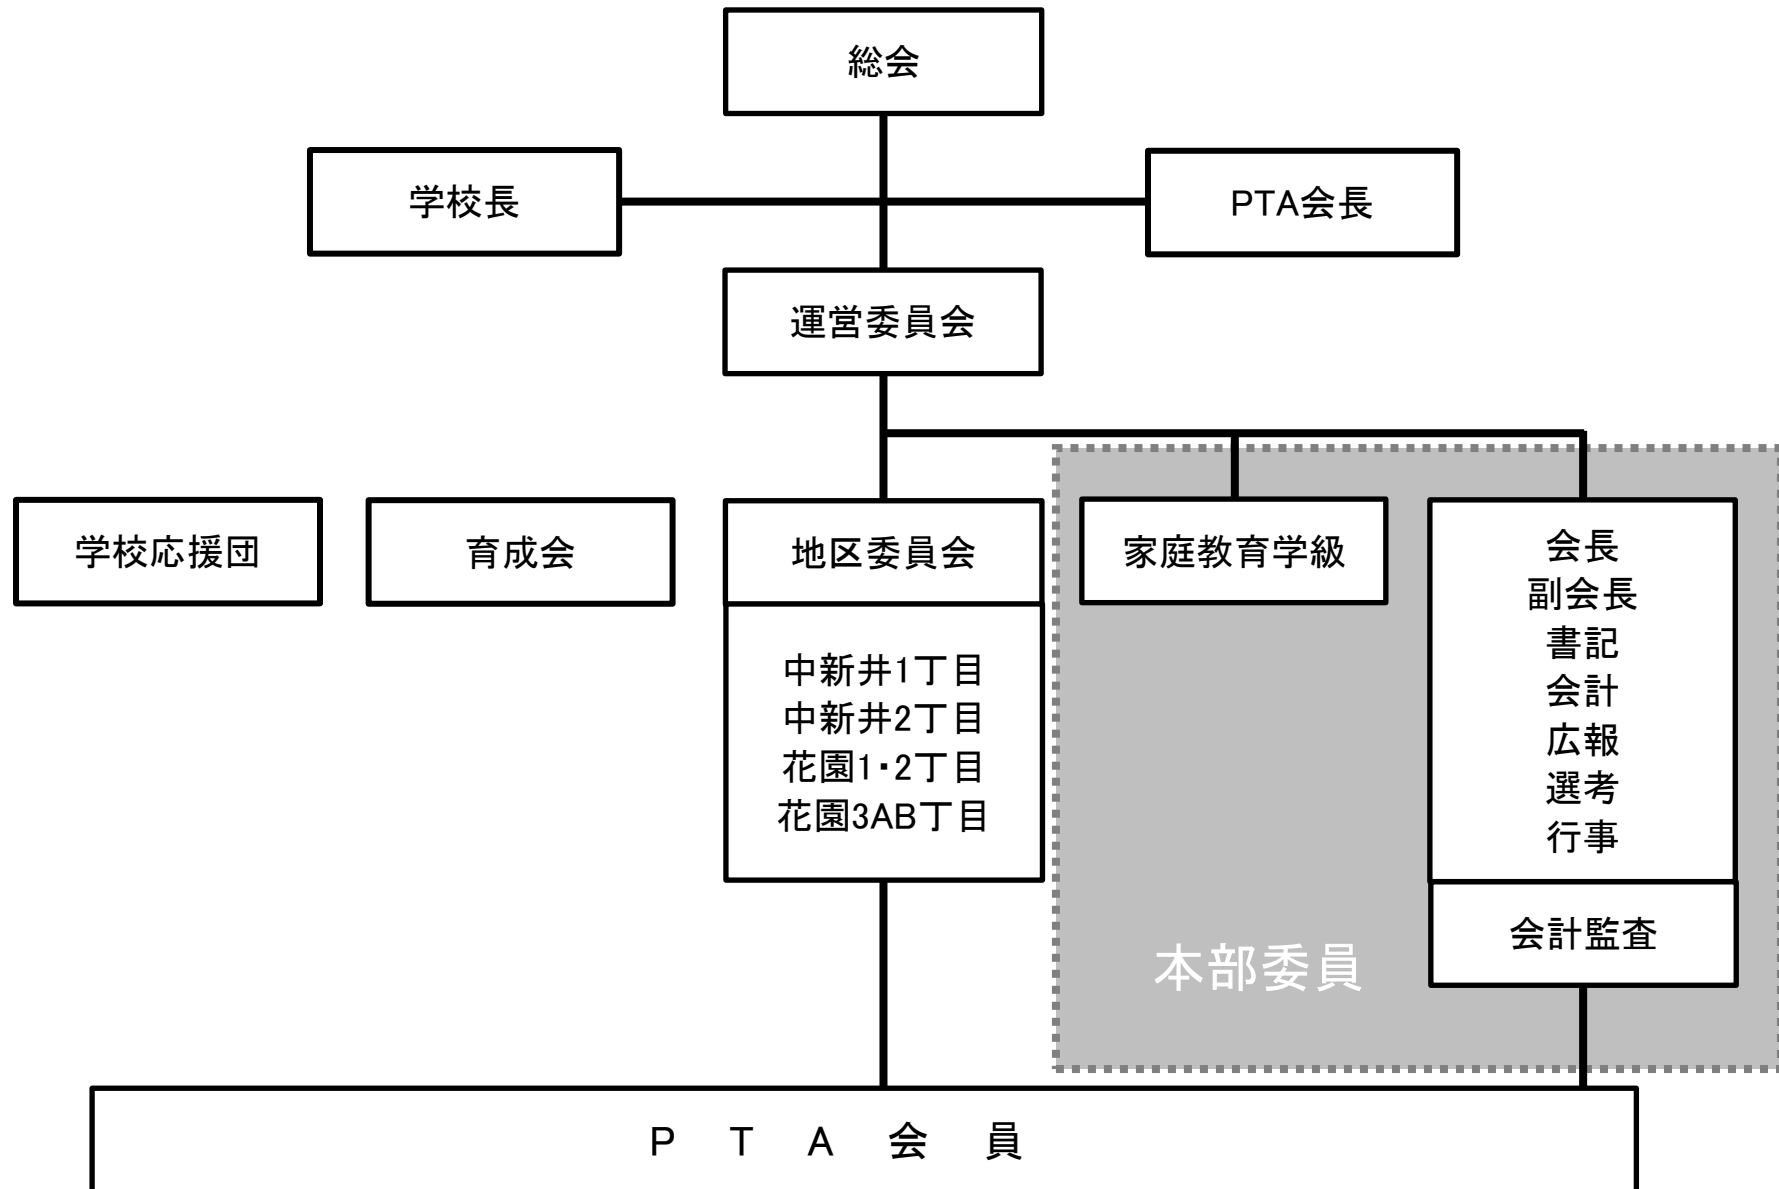 総会
学校長
PTA会長
運営委員会
学校応援団
育成会
地区委員会
中新井1丁目
中新井2丁目
花園1・2丁目
花園3AB丁目
家庭教育学級
会長
副会長
書記
会計
広報
選考
行事
会計監査
本部委員
P T A 会 員